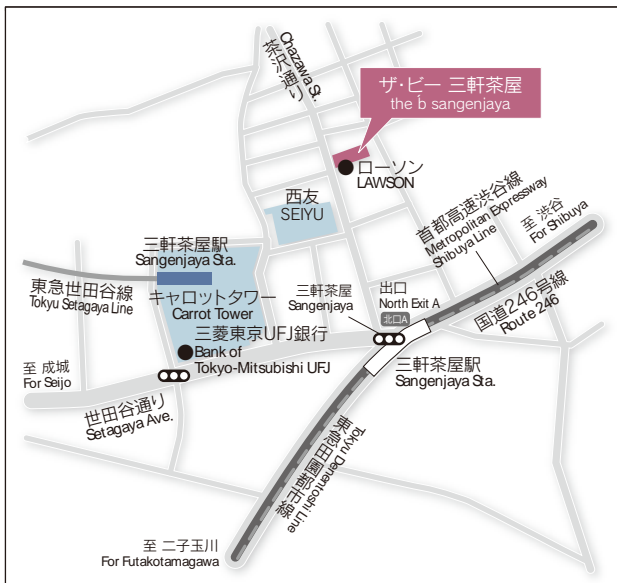 茶沢通り
Chazawa St.
ザ・ビー 三軒茶屋
the b sangenjaya
ローソン
LAWSON
西友
SEIYU
首都高速渋谷線
Metropolitan Expressway
Shibuya Line
至 渋谷
For Shibuya
三軒茶屋駅
Sangenjaya Sta.
東急世田谷線
Tokyu Setagaya Line
キャロットタワー
Carrot Tower
三軒茶屋
Sangenjaya
出口
North Exit A
北口A
国道246号線
Route 246
三菱東京UFJ銀行
Bank of
Tokyo-Mitsubishi UFJ
至 成城
For Seijo
三軒茶屋駅
Sangenjaya Sta.
世田谷通り
Setagaya Ave.
東急田園都市線
Tokyu Denentoshi Line
至 二子玉川
For Futakotamagawa